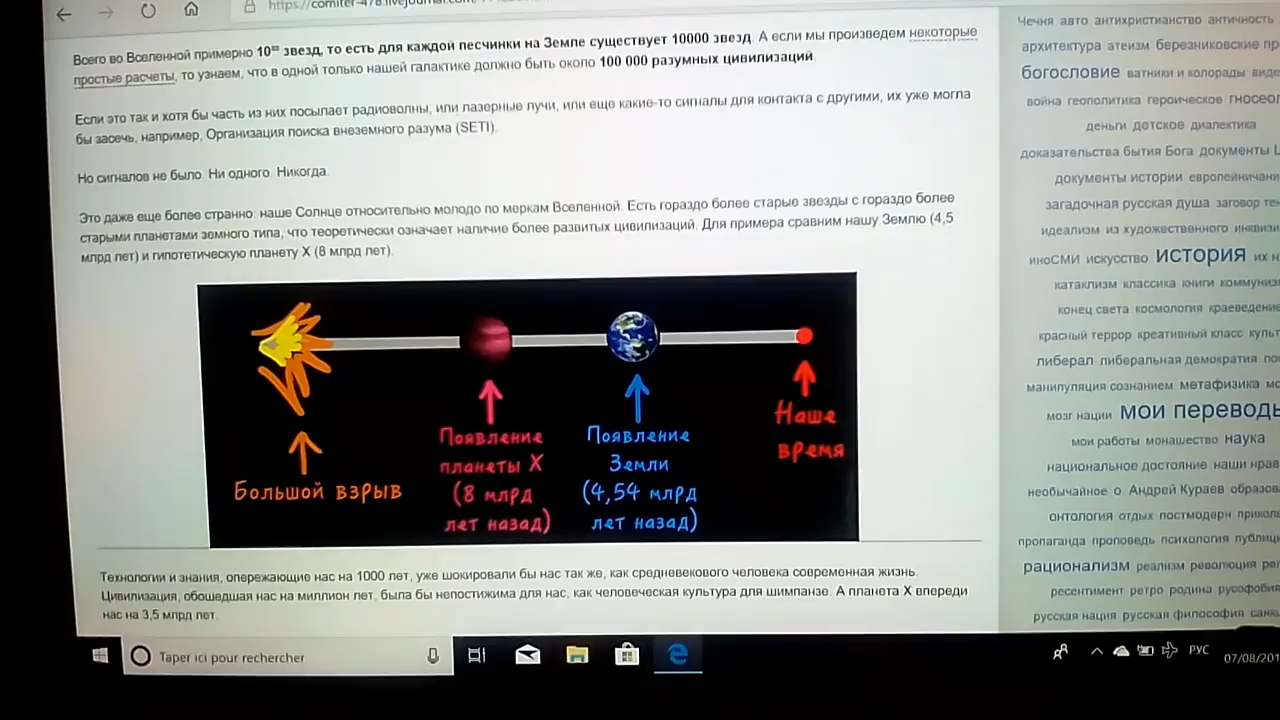 Всего во Вселенной примерно 10 звезд, то есть для каждой песчинки на Земле существует 10000 звезд. А если мы произведем некоторые
простые расчеты, то узнаем, что в одной только нашей галактике должно быть около 100 000 разумных цивилизаций.
Если это так и хотя бы часть из них посылает радиоволны, или лазерные лучи, или еще какие-то сигналы для контакта с другими, их уже могла
бы засечь, например, Организация поиска внеземного разума (SETI).
Но сигналов не было. Ни одного. Никогда.
Это даже еще более странно: наше Солнце относительно молодо по меркам Вселенной. Есть гораздо более старые звезды с гораздо более
старыми планетами земного типа, что теоретически означает наличие более развитых цивилизаций. Для примера сравним нашу Землю (4,5
млрд лет) и гипотетическую планету X (8 млрд лет).
Большой взрыв
Появление
планеты X
(8 млрд
лет назад)
Появление
Земли
(4,54 млрд
лет назад)
Наше
время
Технологии и знания, опережающие нас на 1000 лет, уже шокировали бы нас так же, как средневекового человека современная жизнь.
Цивилизация, обошедшая нас на миллион лет, была бы непостижима для нас, как человеческая культура для шимпанзе. А планета X впереди
нас на 3,5 млрд лет.
Чечня авто антихристианство античность
архитектура атеизм березниковские
богословие ватники и колорады
война геополитика героическое
деньги детское диалектика
доказательства бытия Бога документы
документы истории
загадочная русская душа заговор
идеализм из художественного
иноСМИ искусство история их
катаклизм классика книги
конец света космология краеведение
красный террор креативный класс
либерал либеральная демократия
манипуляция сознанием метафизика
мозг нации мои переводы
мои работы монашество наука
национальное достояние наши
необычайное о Андрей Кураев
онтология отдых постмодерн
пропаганда проповедь психология
рационализм реализм революция
ресентимент ретро родина
русская нация русская философия
Taper ici pour rechercher
РУС
07/08/201